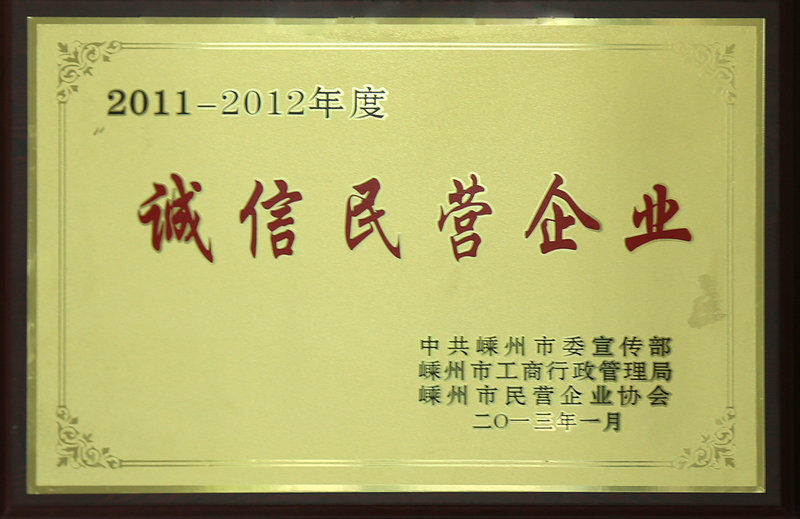 2011-2012年度
诚信民营企业
中共嵊州市委宣传部
嵊州市工商行政管理局
嵊州市民营企业协会
二〇一三年一月